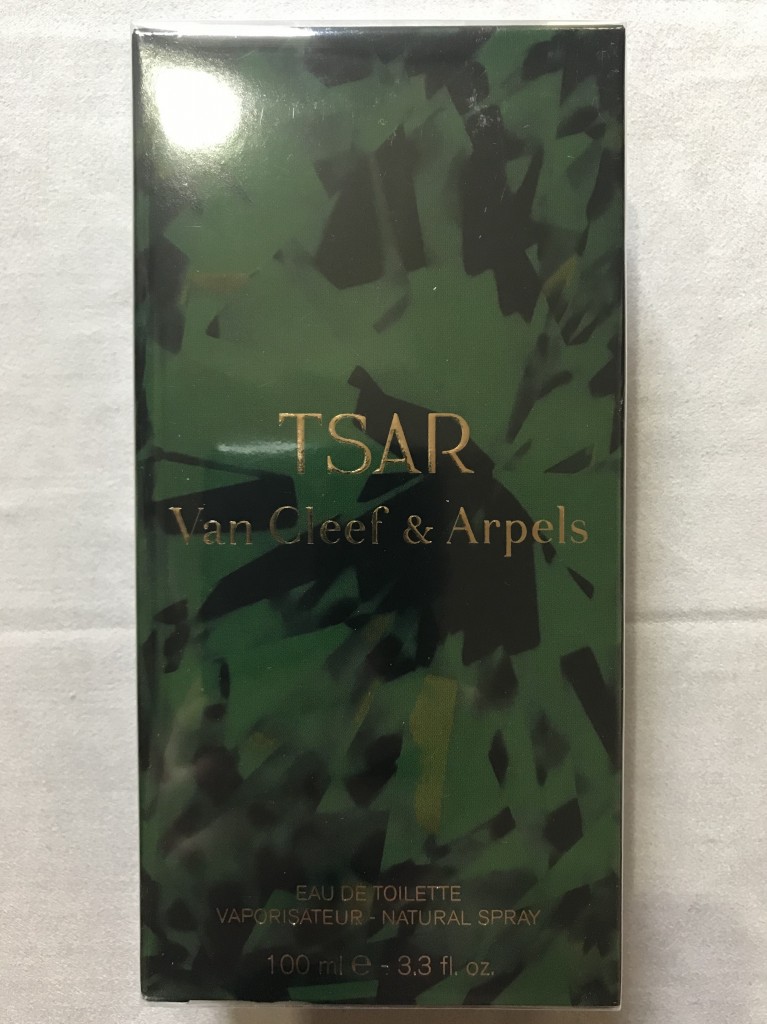 TSAR
Van Cleef & Arpels
EAU DE TOILETTE
VAPORISATEUR - NATURAL SPRAY
100 ml ℮ - 3.3 fl. oz.